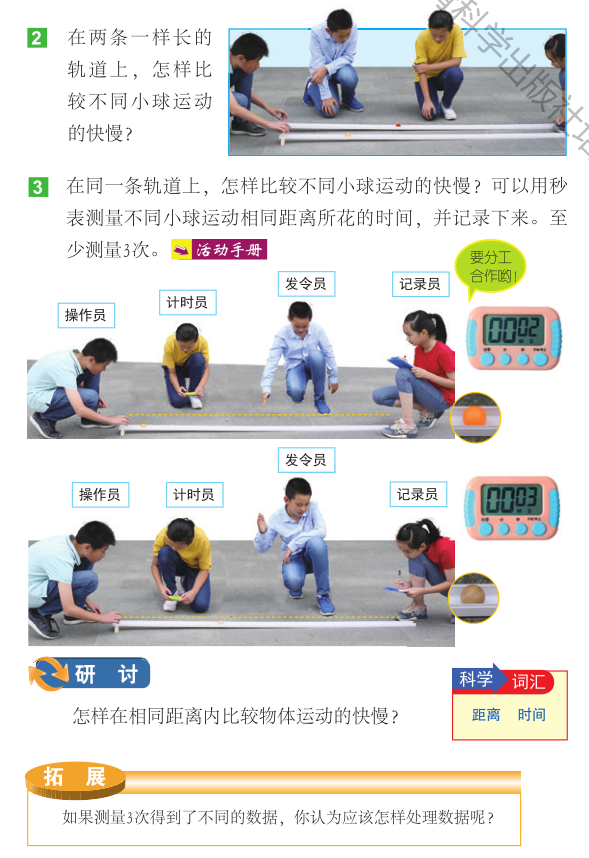 科学出版社
2 在两条一样长的
轨道上，怎样比
较不同小球运动
的快慢？
3 在同一条轨道上，怎样比较不同小球运动的快慢？可以用秒
表测量不同小球运动相同距离所花的时间，并记录下来。至
少测量3次。 活动手册
要分工
合作哟！
操作员
计时员
发令员
记录员
00 02
操作员
计时员
发令员
记录员
00 03
研 讨
怎样在相同距离内比较物体运动的快慢？
科学 词汇
距离 时间
拓 展
如果测量3次得到了不同的数据，你认为应该怎样处理数据呢？